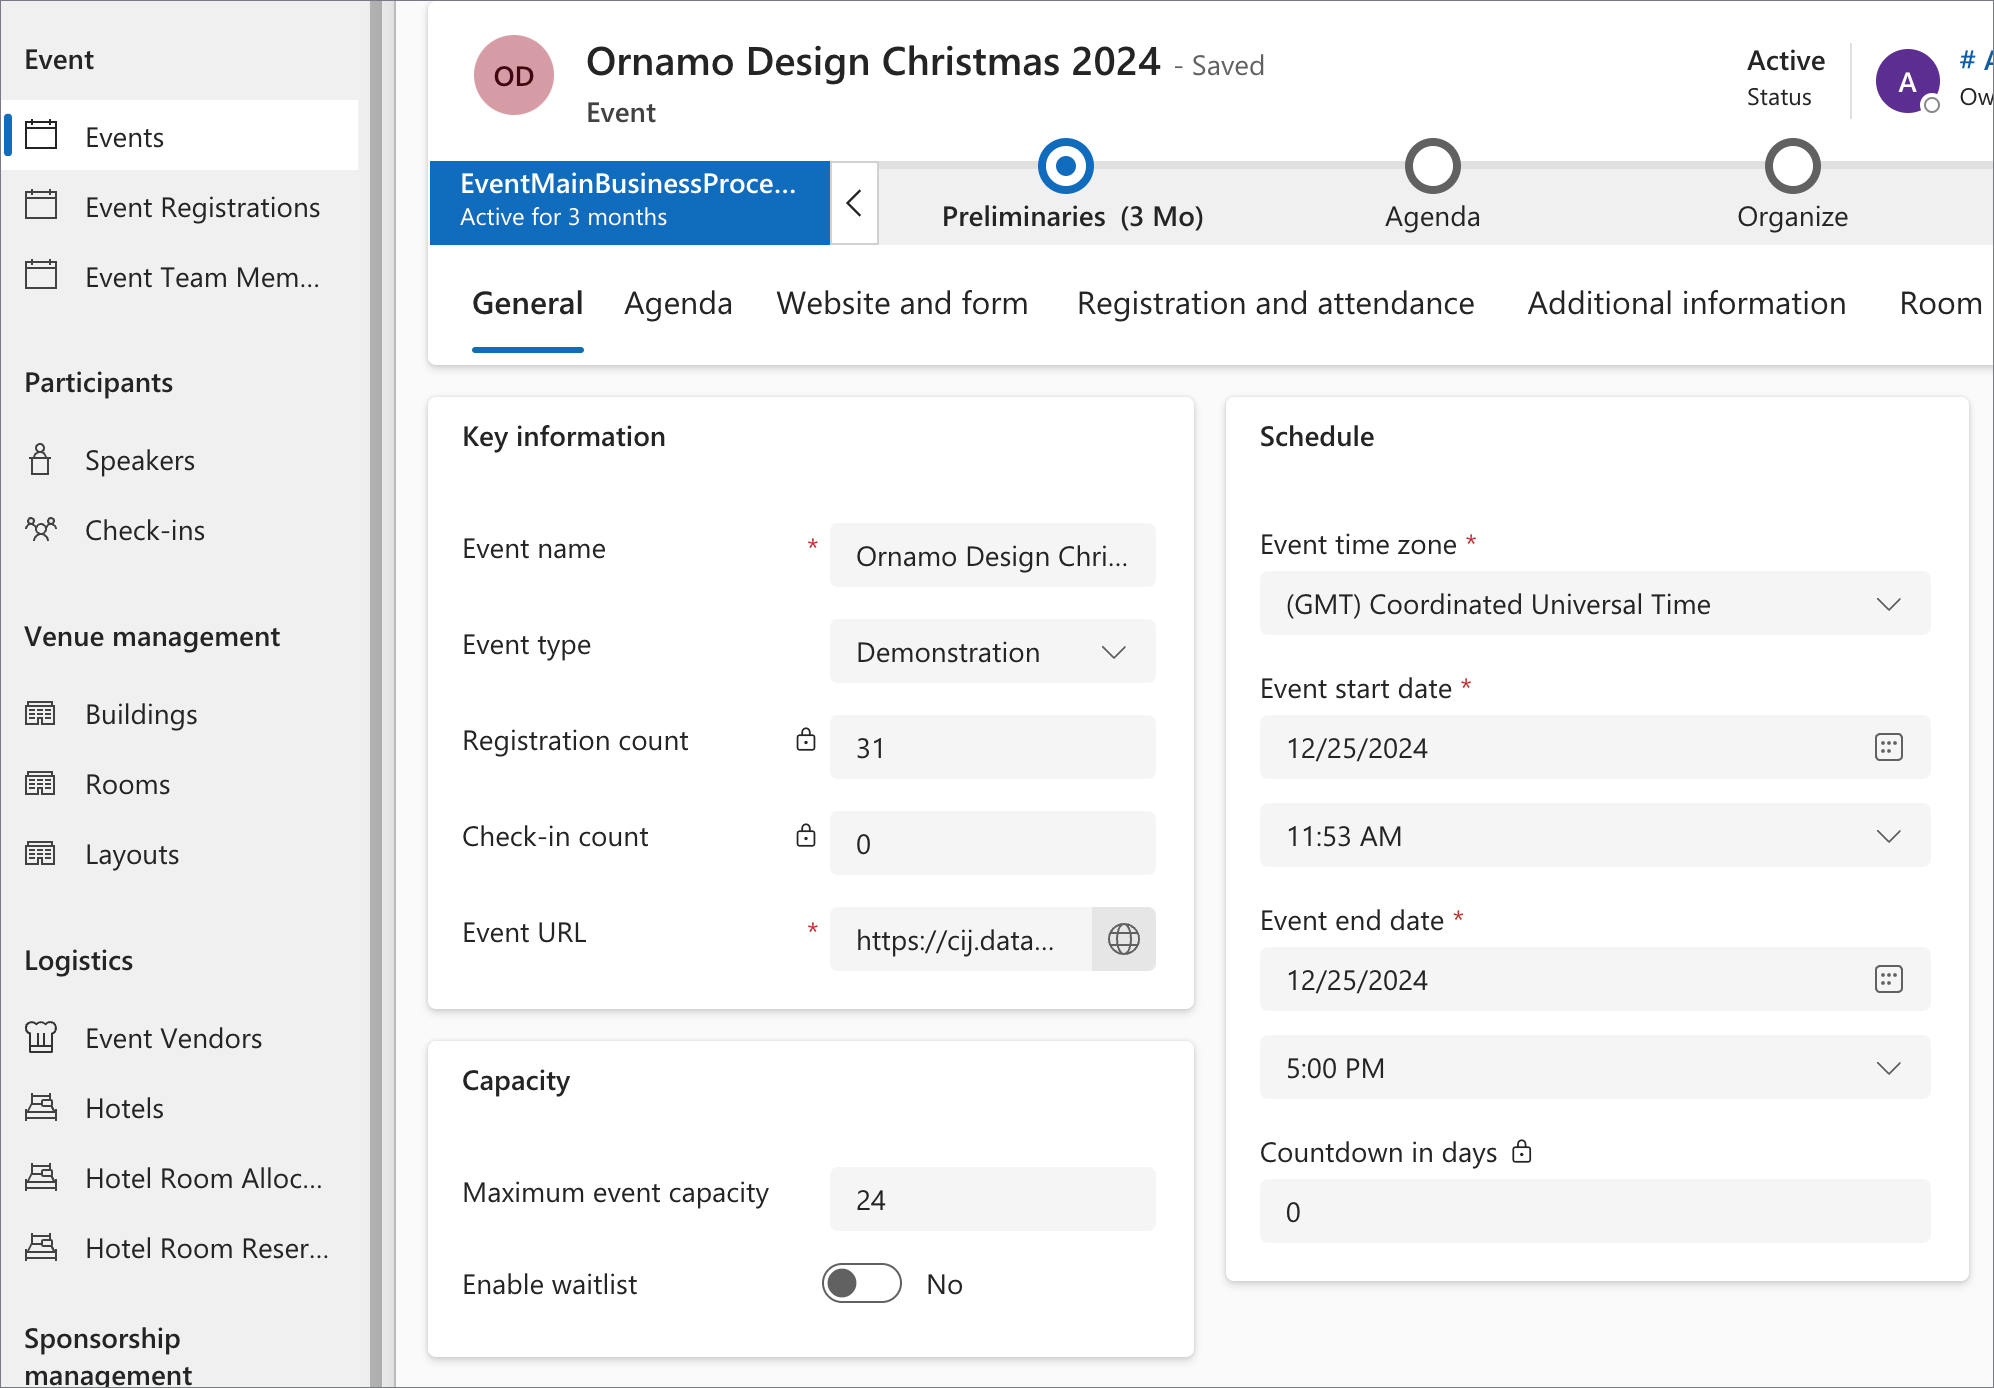 Event
Events
Event Registrations
Event Team Mem...
Participants
Speakers
Check-ins
Venue management
Buildings
Rooms
Layouts
Logistics
Event Vendors
Hotels
Hotel Room Alloc...
Hotel Room Reser...
Sponsorship
management
OD
Ornamo Design Christmas 2024 - Saved
Event
Active
Status
A
# A
Ow
EventMainBusinessProce...
Active for 3 months
Preliminaries (3 Mo)
Agenda
Organize
General
Agenda
Website and form
Registration and attendance
Additional information
Room
Key information
Event name *
Ornamo Design Chri...
Event type
Demonstration
Registration count
31
Check-in count
0
Event URL *
https://cij.data...
Capacity
Maximum event capacity
24
Enable waitlist
No
Schedule
Event time zone *
(GMT) Coordinated Universal Time
Event start date *
12/25/2024
11:53 AM
Event end date *
12/25/2024
5:00 PM
Countdown in days
0